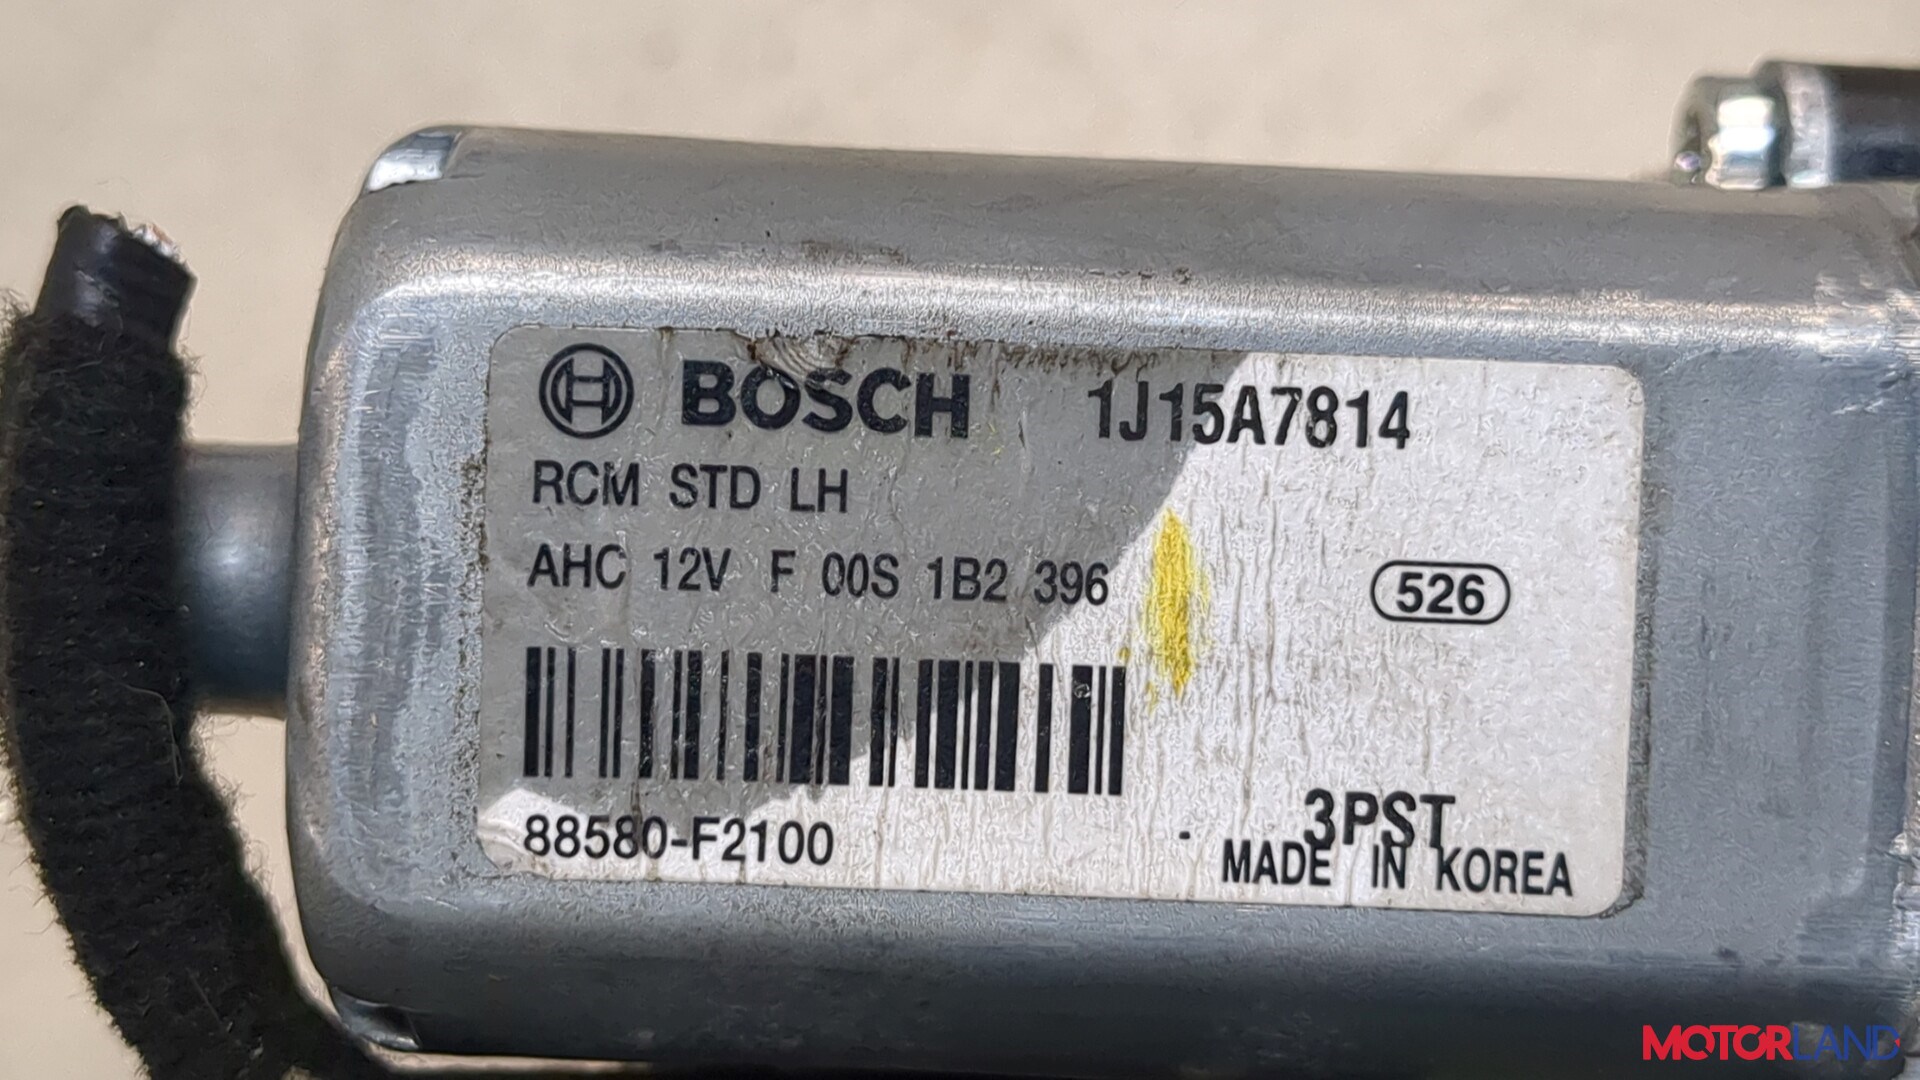 BOSCH 1J15A7814
RCM STD LH
AHC 12V F 00S 1B2 396
526
88580-F2100
- 3PST
MADE IN KOREA
MOTORLAND